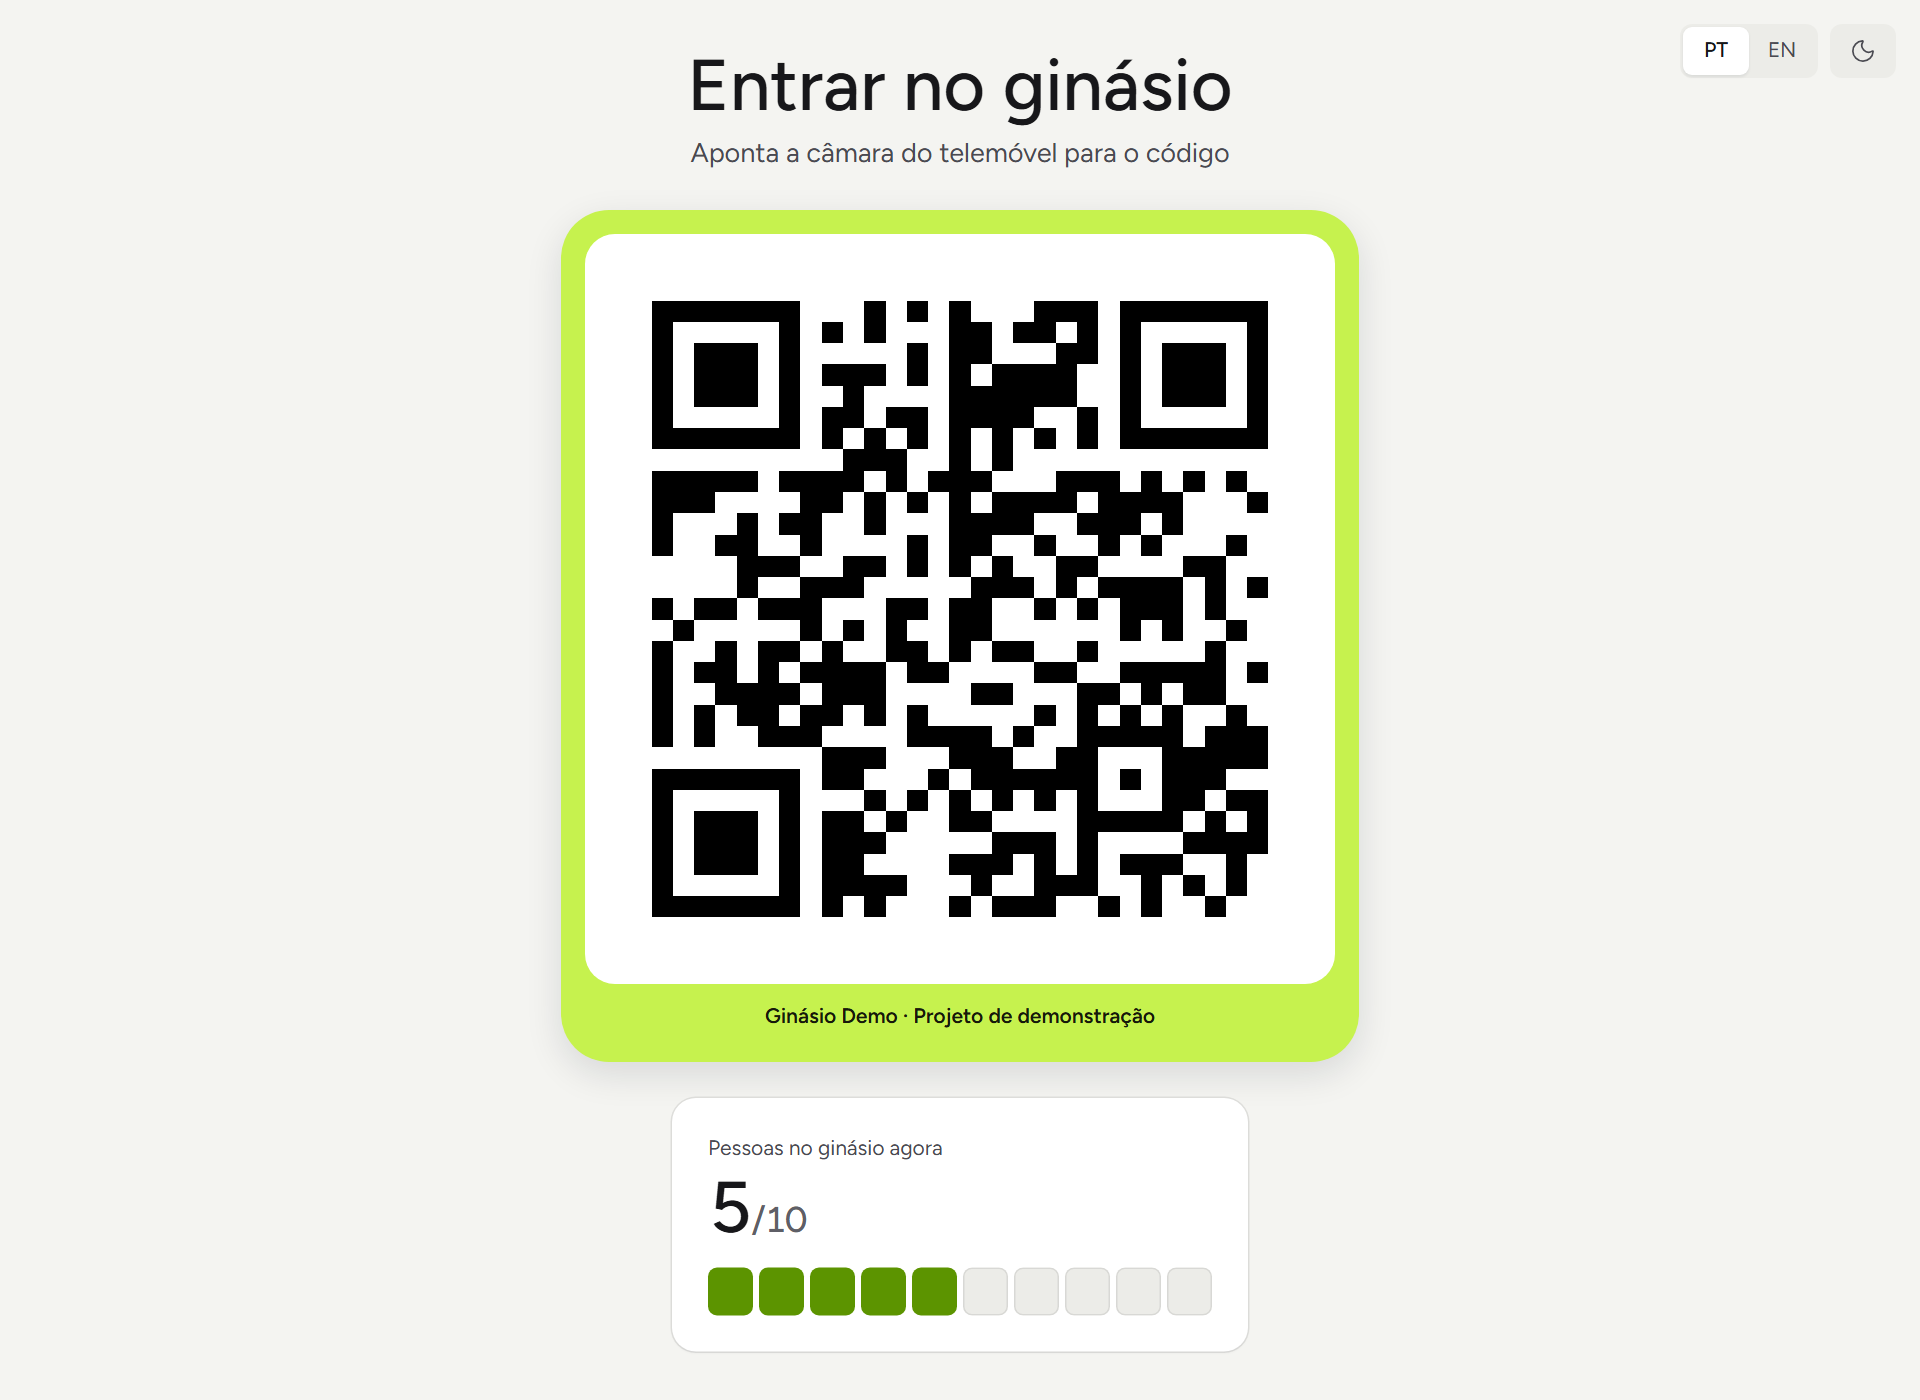 PT EN
Entrar no ginásio
Aponta a câmara do telemóvel para o código
Ginásio Demo · Projeto de demonstração
Pessoas no ginásio agora
5/10